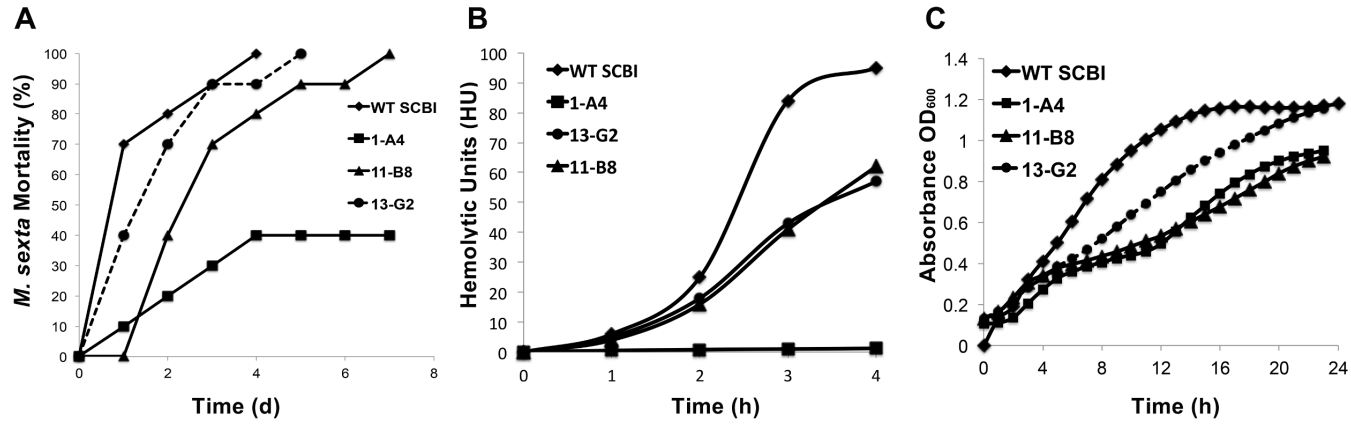 A
M. sexta Mortality (%)
100
90
80
70
60
50
40
30
20
10
0
0 2 4 6 8
Time (d)
WT SCBI
1-A4
11-B8
13-G2
B
Hemolytic Units (HU)
100
90
80
70
60
50
40
30
20
10
0
0 1 2 3 4
Time (h)
WT SCBI
1-A4
13-G2
11-B8
C
Absorbance OD600
1.4
1.2
1
0.8
0.6
0.4
0.2
0
0 4 8 12 16 20 24
Time (h)
WT SCBI
1-A4
11-B8
13-G2